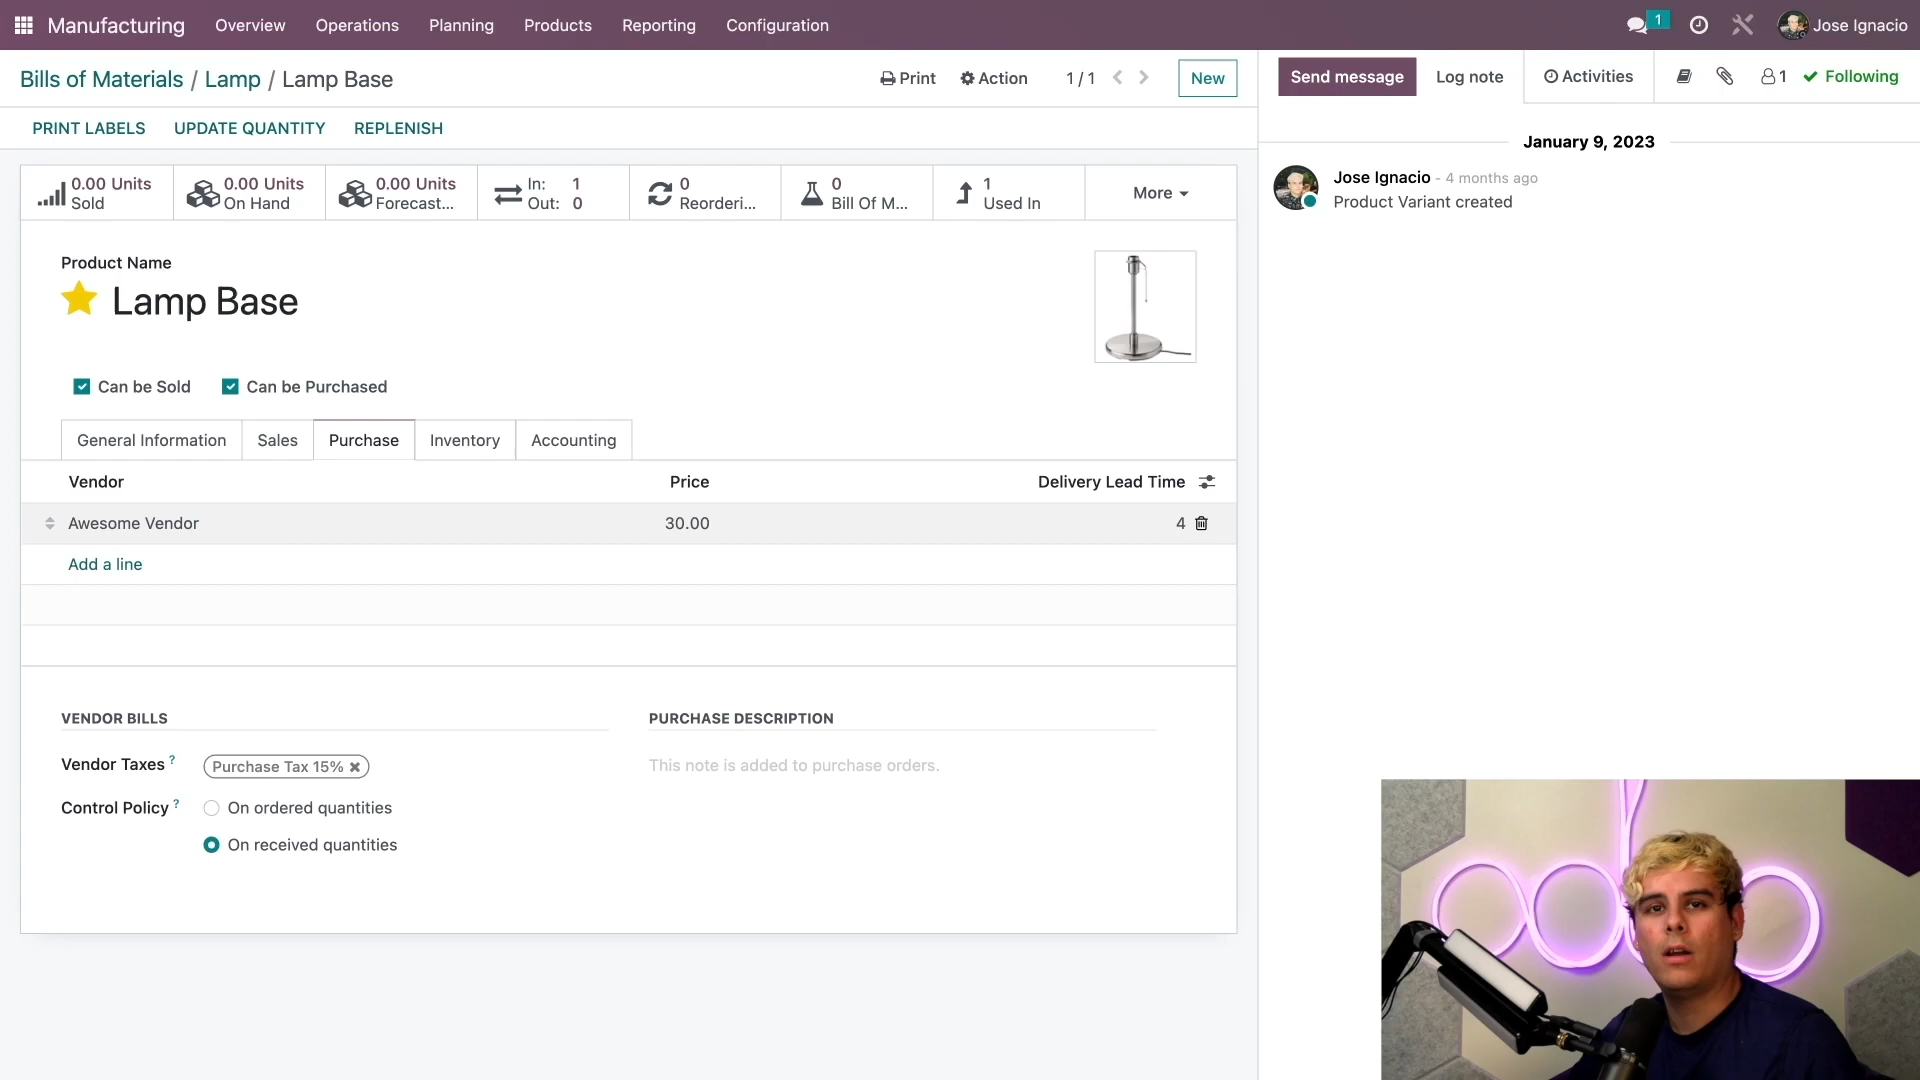 Manufacturing Overview Operations Planning Products Reporting Configuration 1 Jose Ignacio
Bills of Materials / Lamp / Lamp Base Print Action 1 / 1 New
Send message Log note Activities 1 Following
PRINT LABELS UPDATE QUANTITY REPLENISH
January 9, 2023
0.00 Units
Sold
0.00 Units
On Hand
0.00 Units
Forecast...
In: 1
Out: 0
0
Reorderi...
0
Bill Of M...
1
Used In
More
Jose Ignacio - 4 months ago
Product Variant created
Product Name
Lamp Base
Can be Sold Can be Purchased
General Information Sales Purchase Inventory Accounting
Vendor Price Delivery Lead Time
Awesome Vendor 30.00 4
Add a line
VENDOR BILLS PURCHASE DESCRIPTION
Vendor Taxes ? Purchase Tax 15% This note is added to purchase orders.
Control Policy ? On ordered quantities
On received quantities